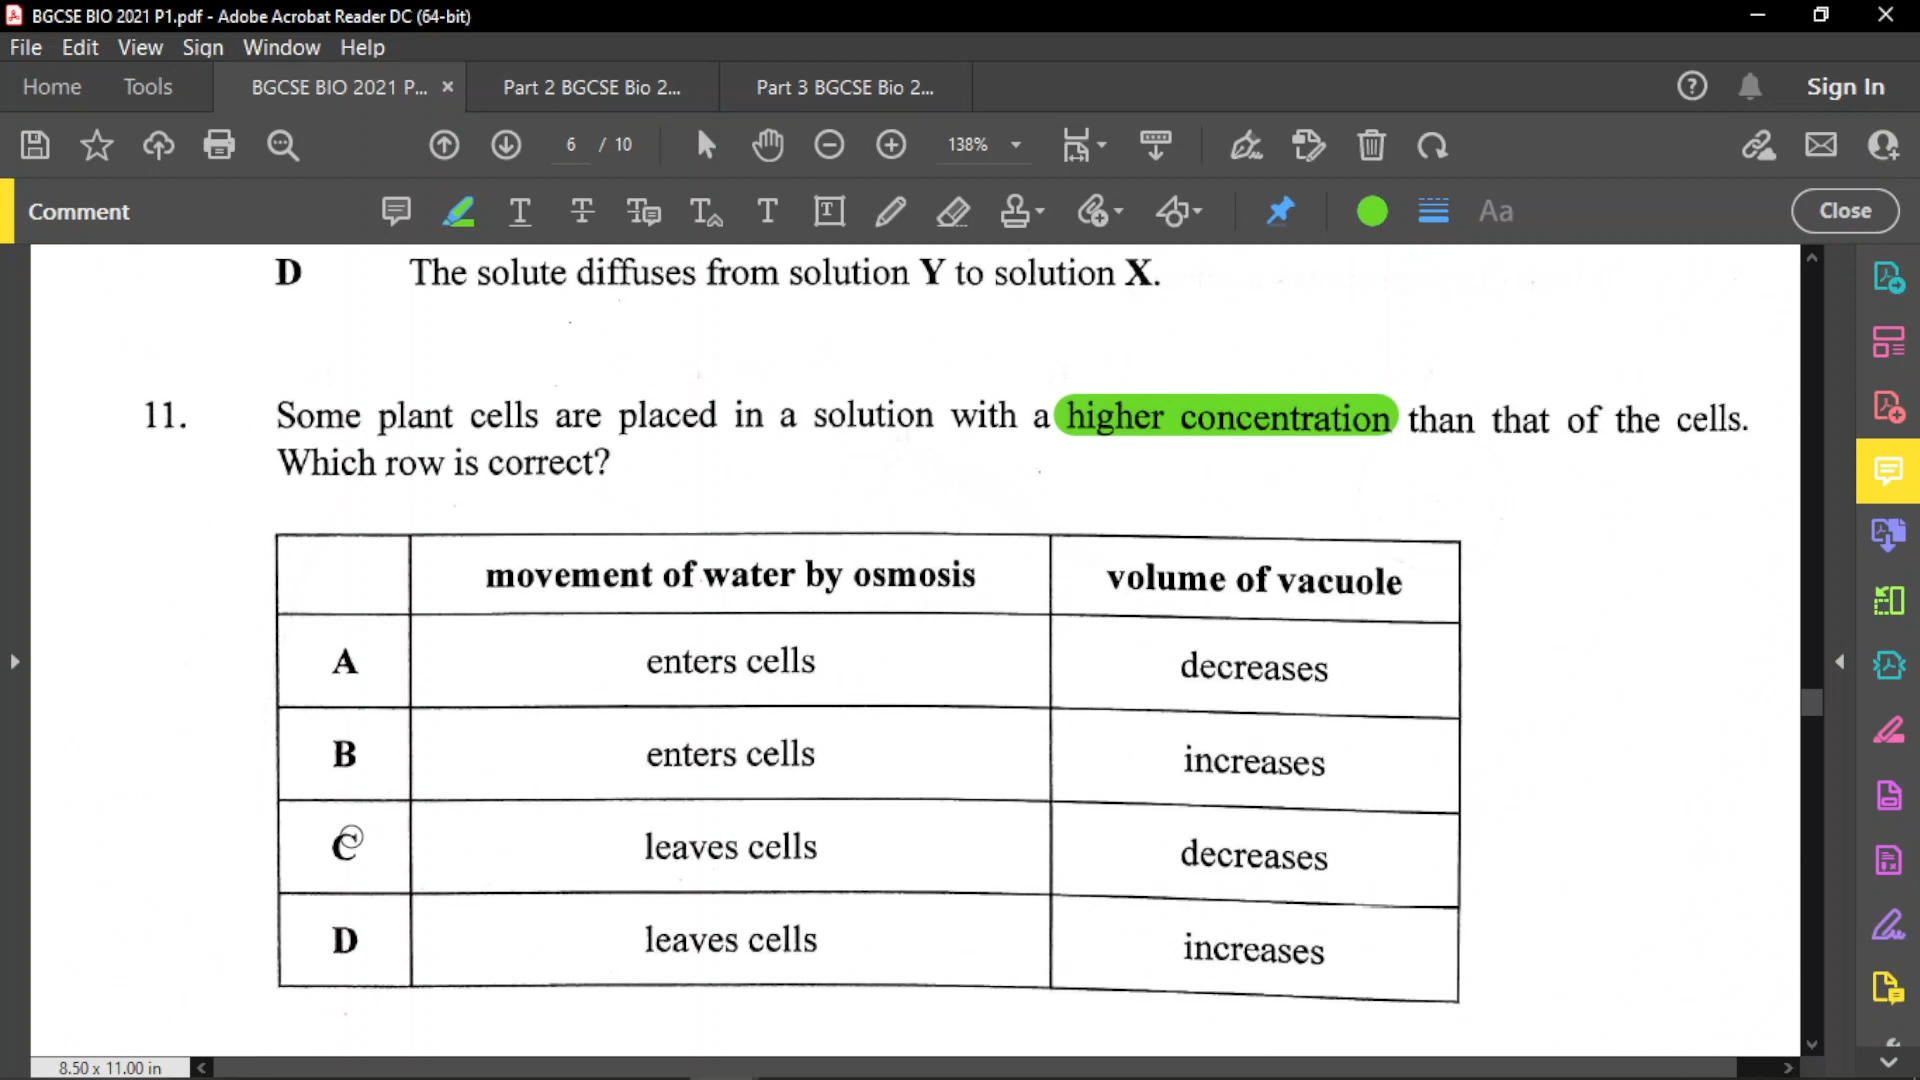 BGCSE BIO 2021 P1.pdf - Adobe Acrobat Reader DC (64-bit)
File Edit View Sign Window Help
Home Tools BGCSE BIO 2021 P... × Part 2 BGCSE Bio 2... Part 3 BGCSE Bio 2... Sign In
6 / 10 138%
Comment Aa Close
D The solute diffuses from solution Y to solution X.
11. Some plant cells are placed in a solution with a higher concentration than that of the cells.
Which row is correct?
movement of water by osmosis volume of vacuole
A enters cells decreases
B enters cells increases
C leaves cells decreases
D leaves cells increases
8.50 x 11.00 in